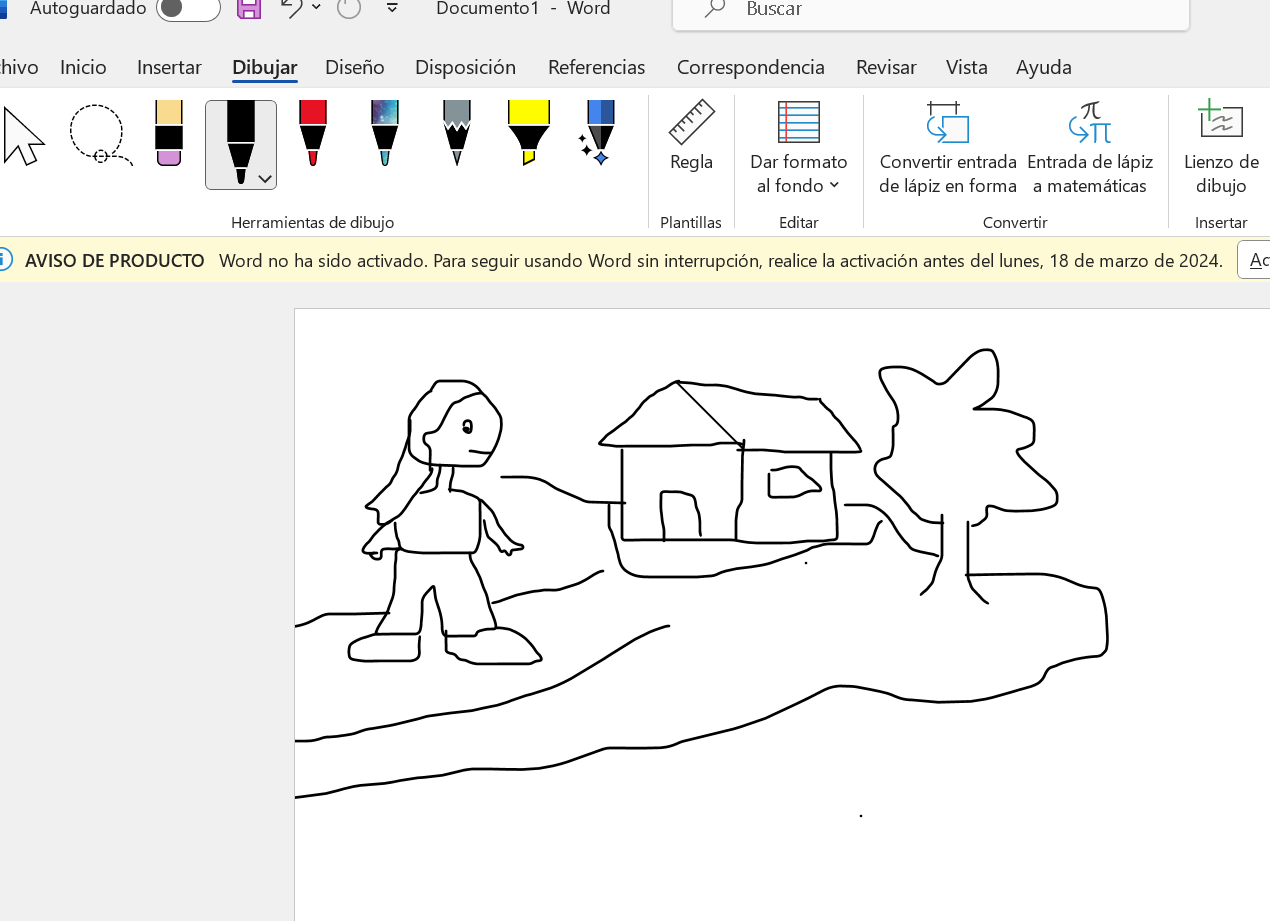 Autoguardado Documento1 - Word Buscar
hivo Inicio Insertar Dibujar Diseño Disposición Referencias Correspondencia Revisar Vista Ayuda
Regla
Dar formato
al fondo
Convertir entrada
de lápiz en forma
Entrada de lápiz
a matemáticas
Lienzo de
dibujo
Herramientas de dibujo Plantillas Editar Convertir Insertar
AVISO DE PRODUCTO Word no ha sido activado. Para seguir usando Word sin interrupción, realice la activación antes del lunes, 18 de marzo de 2024. Ac